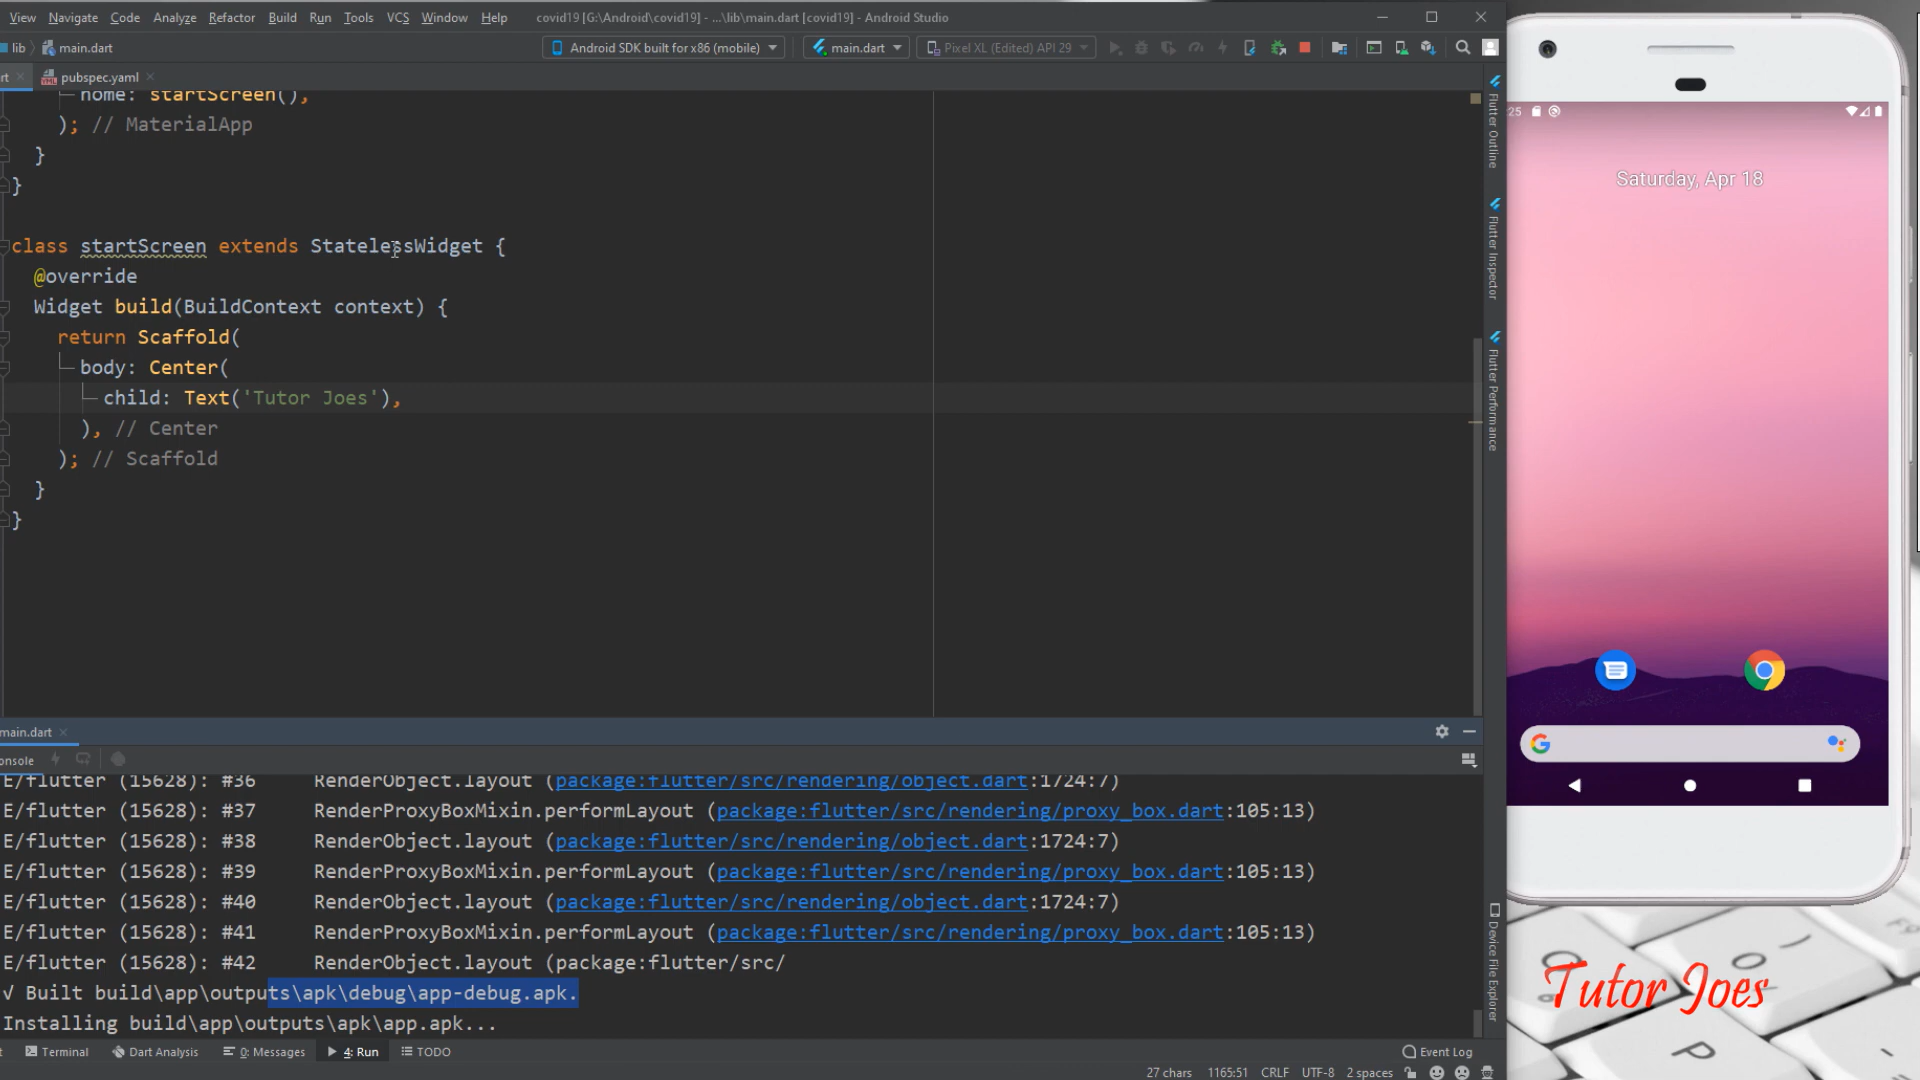 View Navigate Code Analyze Refactor Build Run Tools VCS Window Help covid19 [G:\Android\covid19] - ...\lib\main.dart [covid19] - Android Studio
lib main.dart Android SDK built for x86 (mobile) main.dart Pixel XL (Edited) API 29
rt pubspec.yaml
home: startScreen(),
); // MaterialApp
}
}
class startScreen extends StatelessWidget {
@override
Widget build(BuildContext context) {
return Scaffold(
body: Center(
child: Text('Tutor Joes'),
), // Center
); // Scaffold
}
}
Flutter Outline
Flutter Inspector
Flutter Performance
Device File Explorer
main.dart
onsole
E/flutter (15628): #36 RenderObject.layout (package:flutter/src/rendering/object.dart:1724:7)
E/flutter (15628): #37 RenderProxyBoxMixin.performLayout (package:flutter/src/rendering/proxy_box.dart:105:13)
E/flutter (15628): #38 RenderObject.layout (package:flutter/src/rendering/object.dart:1724:7)
E/flutter (15628): #39 RenderProxyBoxMixin.performLayout (package:flutter/src/rendering/proxy_box.dart:105:13)
E/flutter (15628): #40 RenderObject.layout (package:flutter/src/rendering/object.dart:1724:7)
E/flutter (15628): #41 RenderProxyBoxMixin.performLayout (package:flutter/src/rendering/proxy_box.dart:105:13)
E/flutter (15628): #42 RenderObject.layout (package:flutter/src/
√ Built build\app\outputs\apk\debug\app-debug.apk.
Installing build\app\outputs\apk\app.apk...
Terminal Dart Analysis 0: Messages 4: Run TODO Event Log
27 chars 1165:51 CRLF UTF-8 2 spaces
25
Saturday, Apr 18
Tutor Joes
P